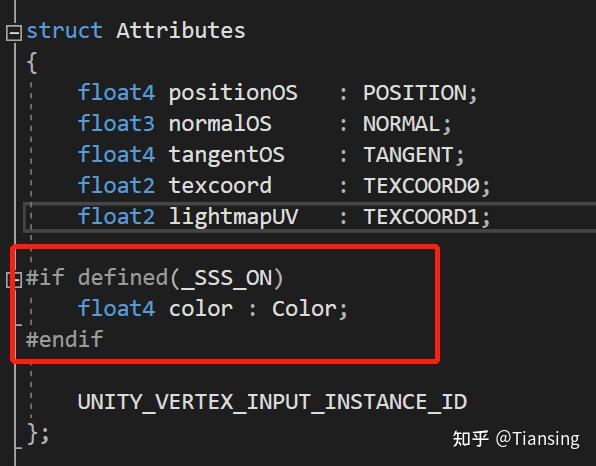 struct Attributes
{
float4 positionOS : POSITION;
float3 normalOS : NORMAL;
float4 tangentOS : TANGENT;
float2 texcoord : TEXCOORD0;
float2 lightmapUV : TEXCOORD1;
#if defined(_SSS_ON)
float4 color : Color;
#endif
UNITY_VERTEX_INPUT_INSTANCE_ID
};
知乎 @Tiansing